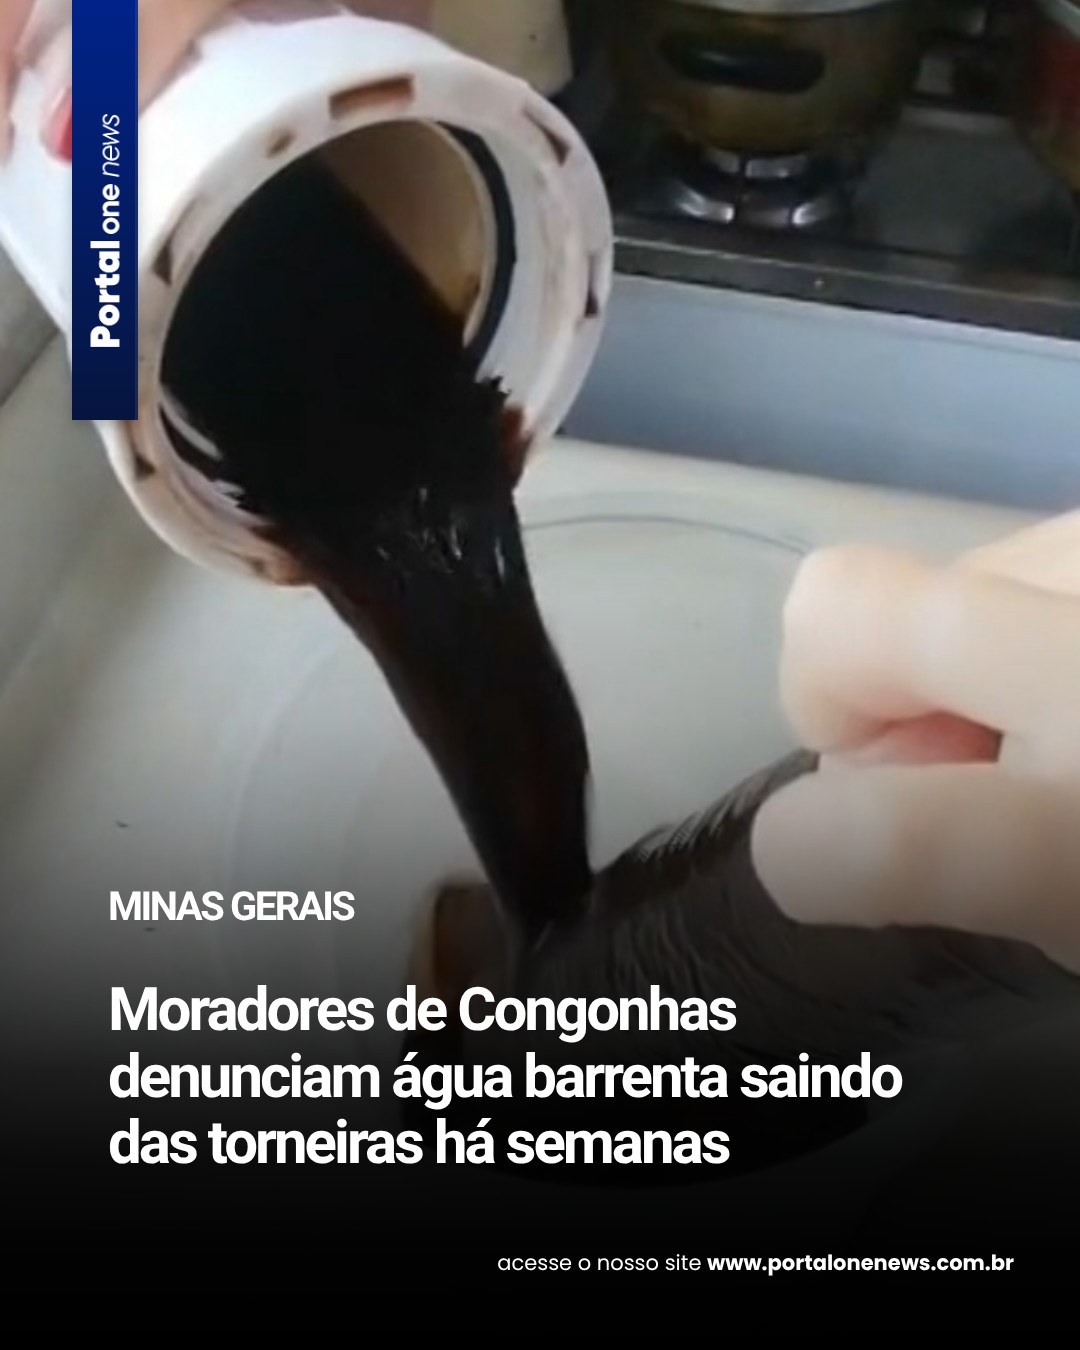 Portal one news
MINAS GERAIS
Moradores de Congonhas
denunciam água barrenta saindo
das torneiras há semanas
acesse o nosso site www.portalonenews.com.br